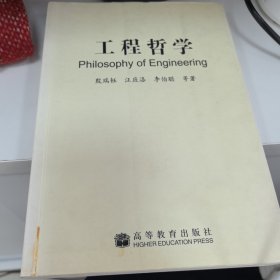 工程哲学
Philosophy of Engineering
殷瑞钰 汪应洛 李伯聪 等著
高等教育出版社
HIGHER EDUCATION PRESS